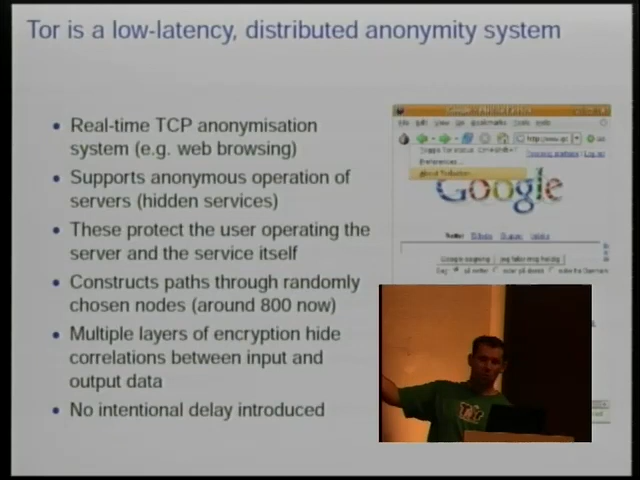 Tor is a low-latency, distributed anonymity system
• Real-time TCP anonymisation
system (e.g. web browsing)
• Supports anonymous operation of
servers (hidden services)
• These protect the user operating the
server and the service itself
• Constructs paths through randomly
chosen nodes (around 800 now)
• Multiple layers of encryption hide
correlations between input and
output data
• No intentional delay introduced
Preferences...
Google